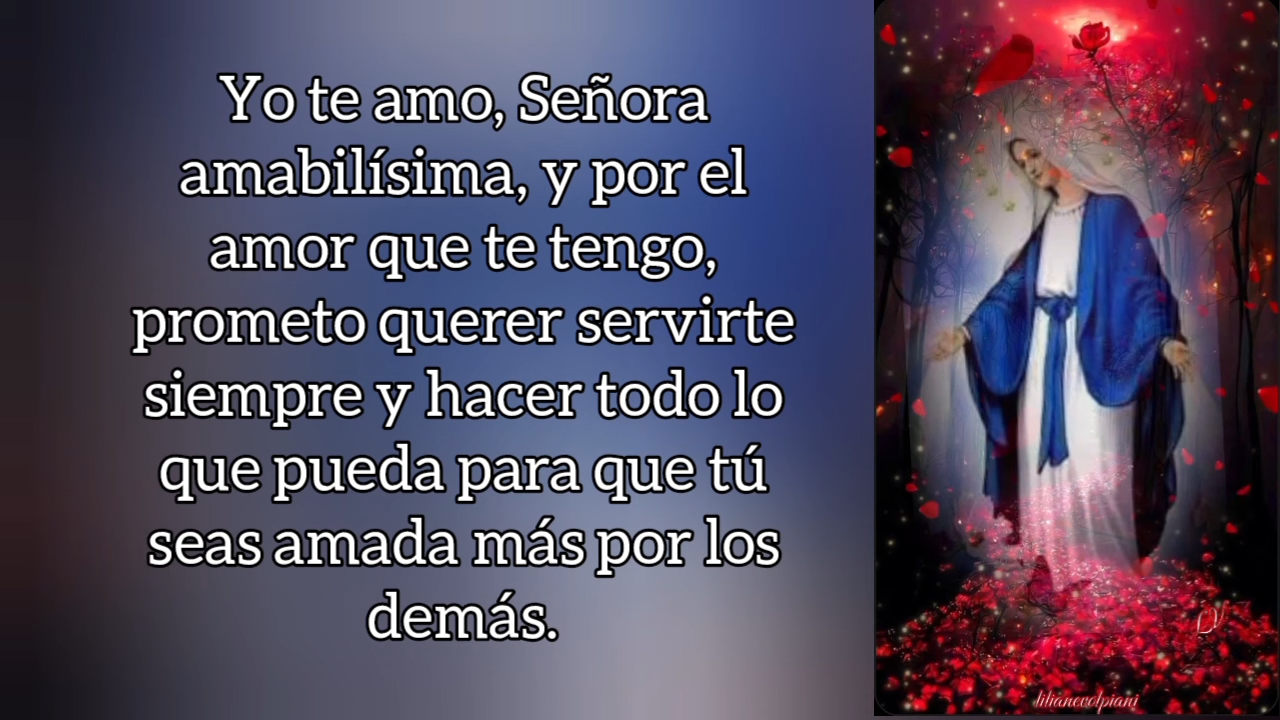 Yo te amo, Señora
amabilísima, y por el
amor que te tengo,
prometo querer servirte
siempre y hacer todo lo
que pueda para que tú
seas amada más por los
demás.
lilianevolpiani